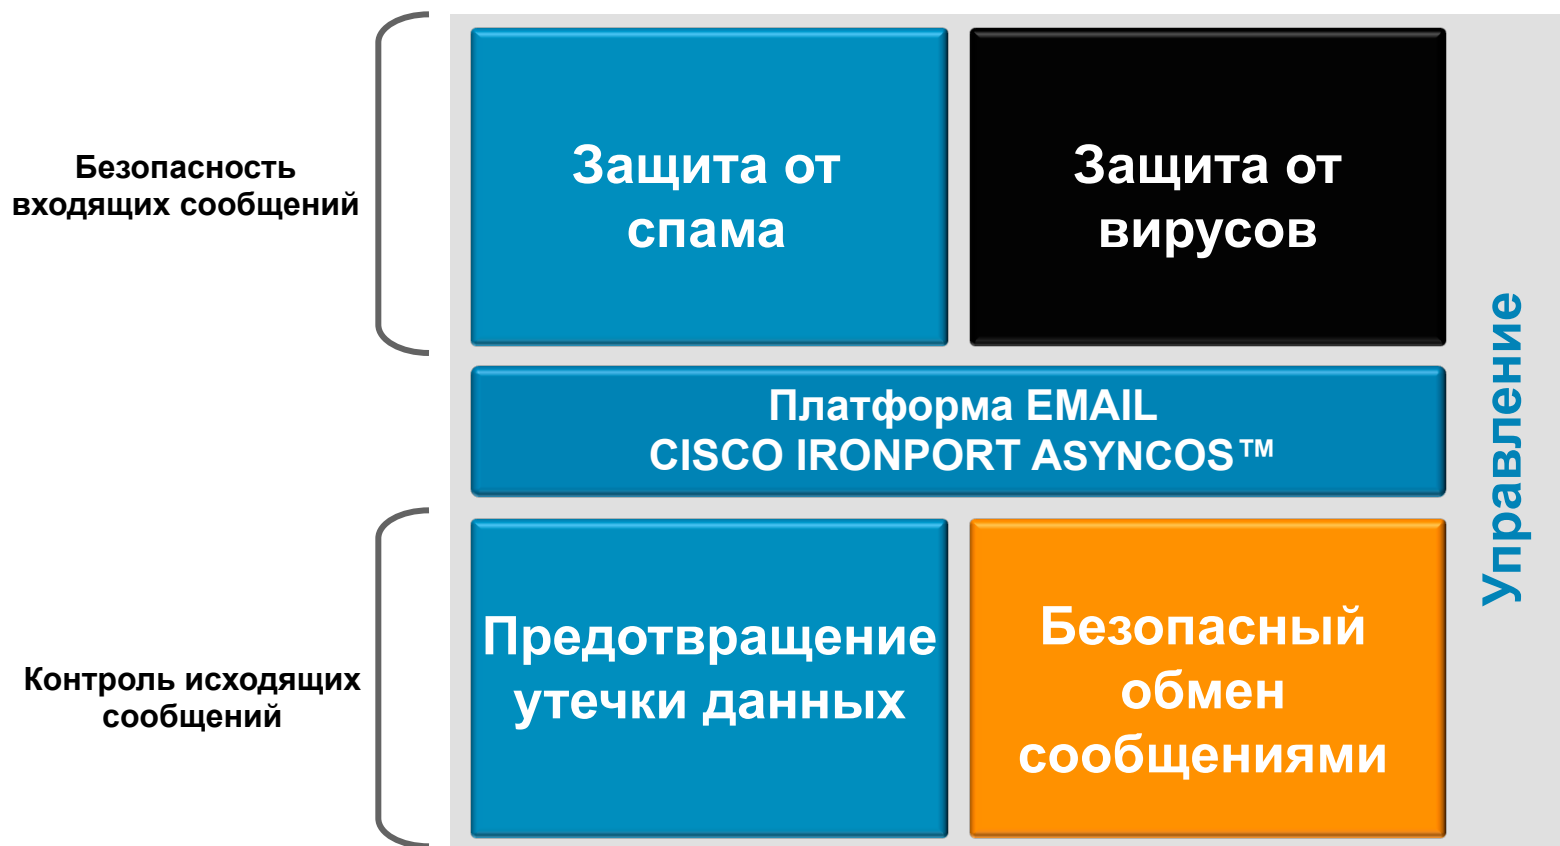 Безопасность
входящих сообщений
Защита от
спама
Защита от
вирусов
Платформа EMAIL
CISCO IRONPORT ASYNCOS™
Контроль исходящих
сообщений
Предотвращение
утечки данных
Безопасный
обмен
сообщениями
Управление